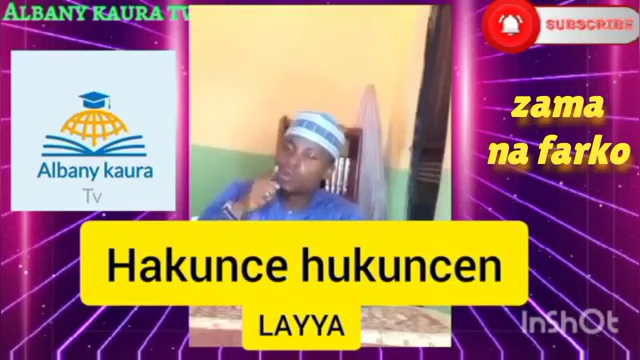 ALBANY KAURA TV
SUBSCRIBE
zama
na farko
Albany kaura
Tv
Hakunce hukuncen
LAYYA
InShOt